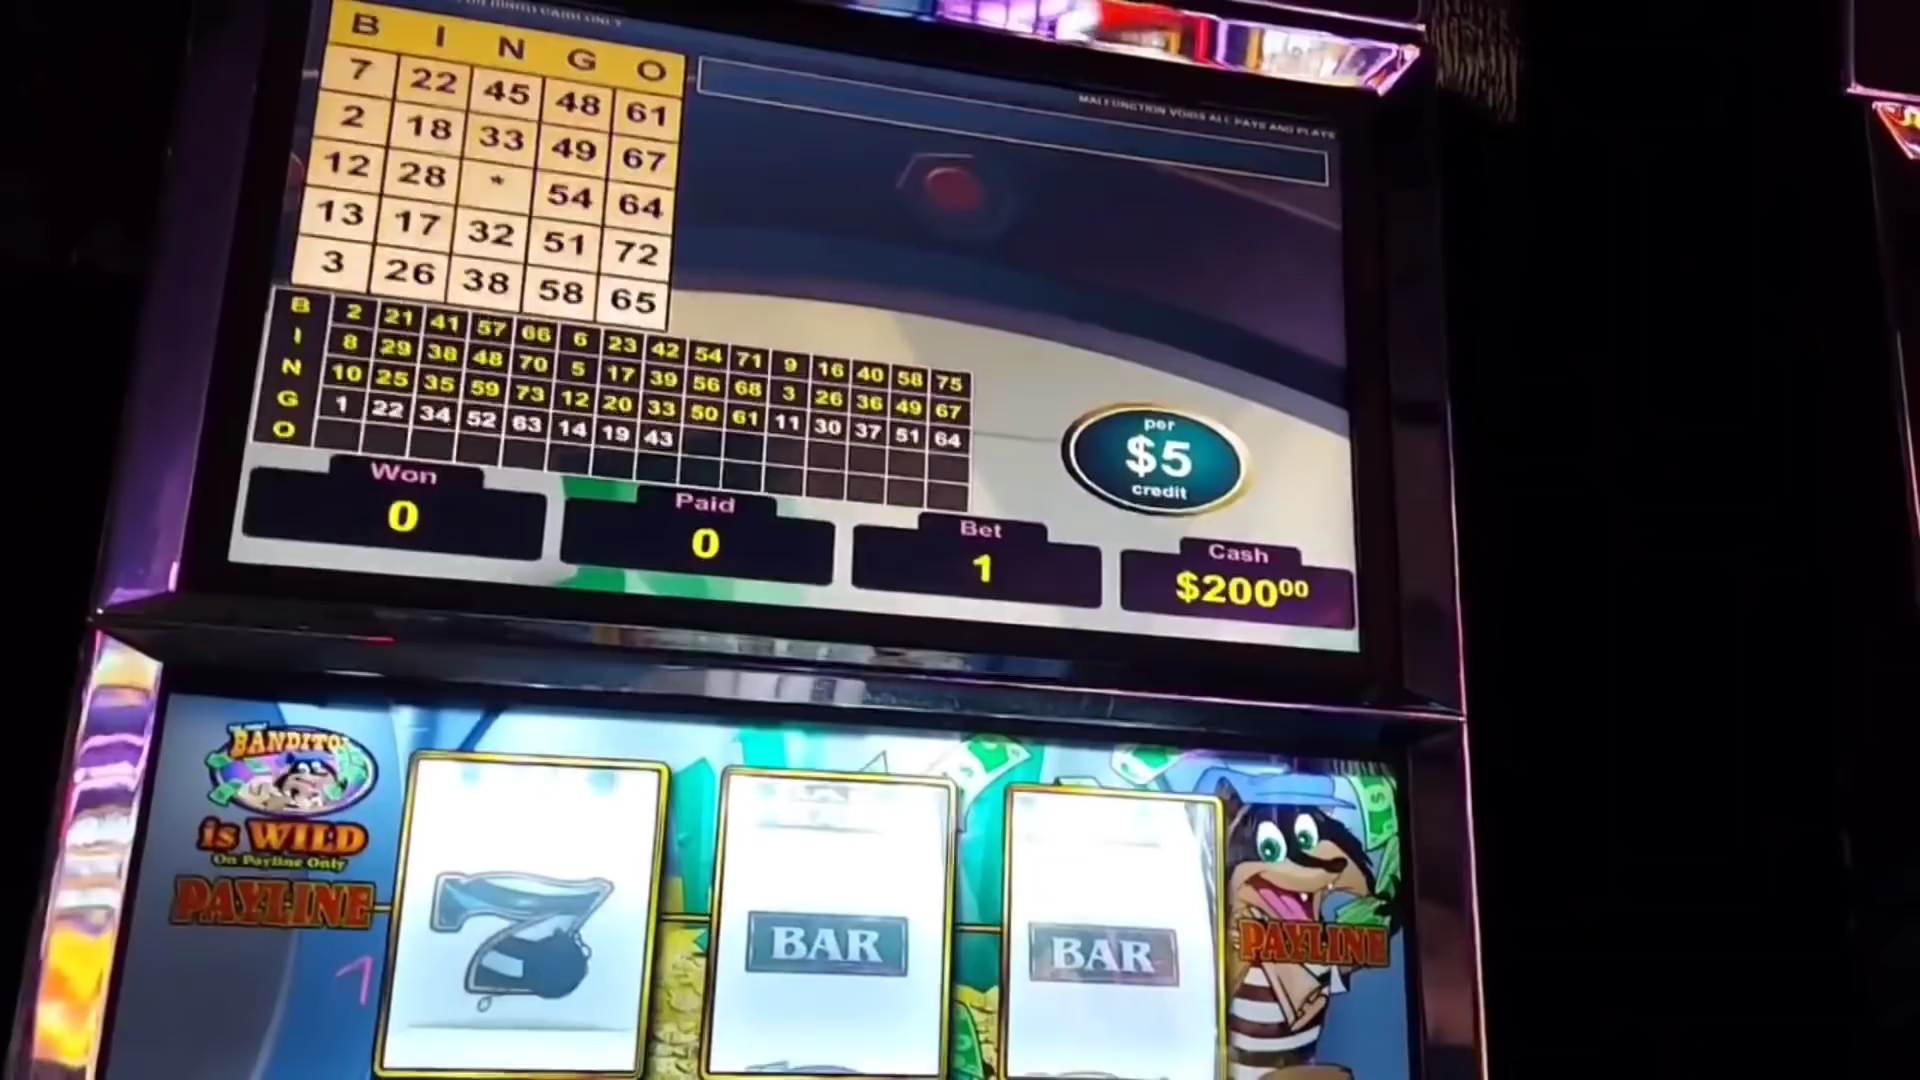 B I N G O
7 22 45 48 61
2 18 33 49 67
12 28 * 54 64
13 17 32 51 72
3 26 38 58 65
MALFUNCTION VOIDS ALL PAYS AND PLAYS
B I N G O
2 21 41 57 66 6 23 42 54 71 9 16 40 58 75
8 29 38 48 70 5 17 39 56 68 3 26 36 49 67
10 25 35 59 73 12 20 33 50 61 11 30 37 51 64
1 22 34 52 63 14 19 43
per
$5
credit
Won
0
Paid
0
Bet
1
Cash
$20000
BANDITO
is WILD
On Payline Only
PAYLINE
7
BAR
BAR
PAYLINE
1